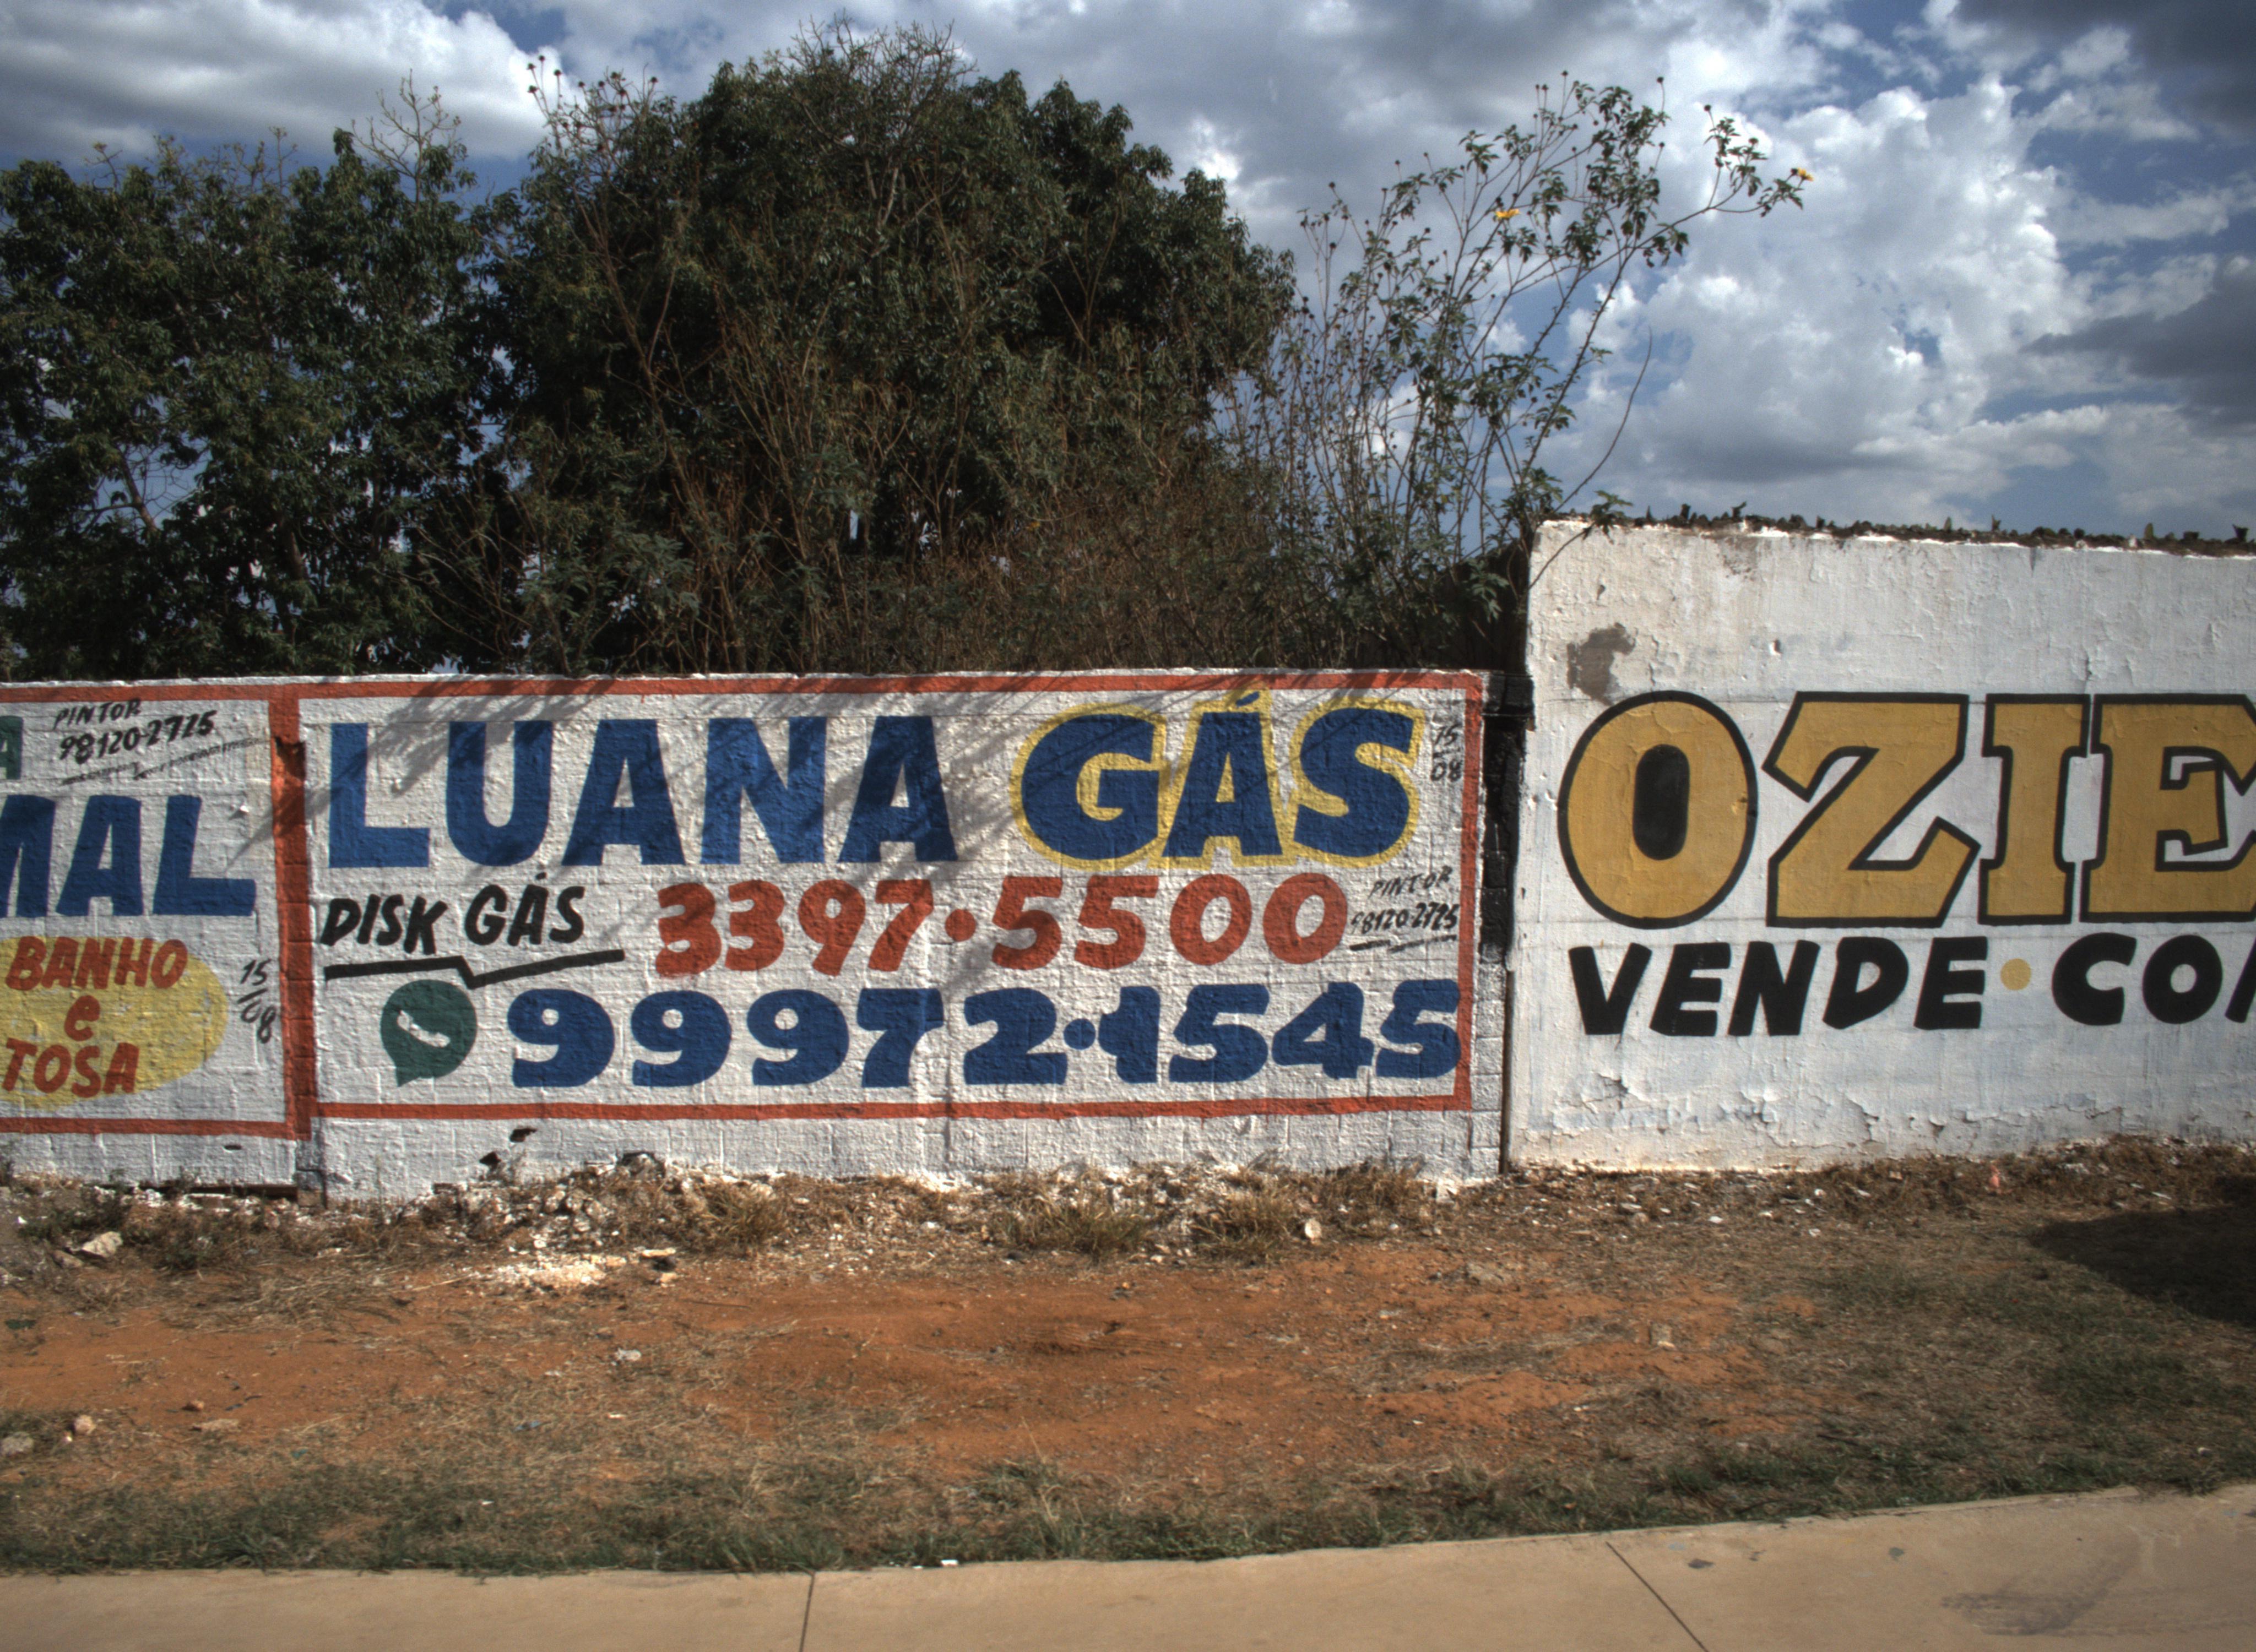 PINTOR
98120-2725
MAL
BANHO
e
TOSA
15
08
LUANA GÁS
15
08
DISK GÁS 3397·5500
PINTOR
98120-2725
99972·1545
OZIE
VENDE·CO